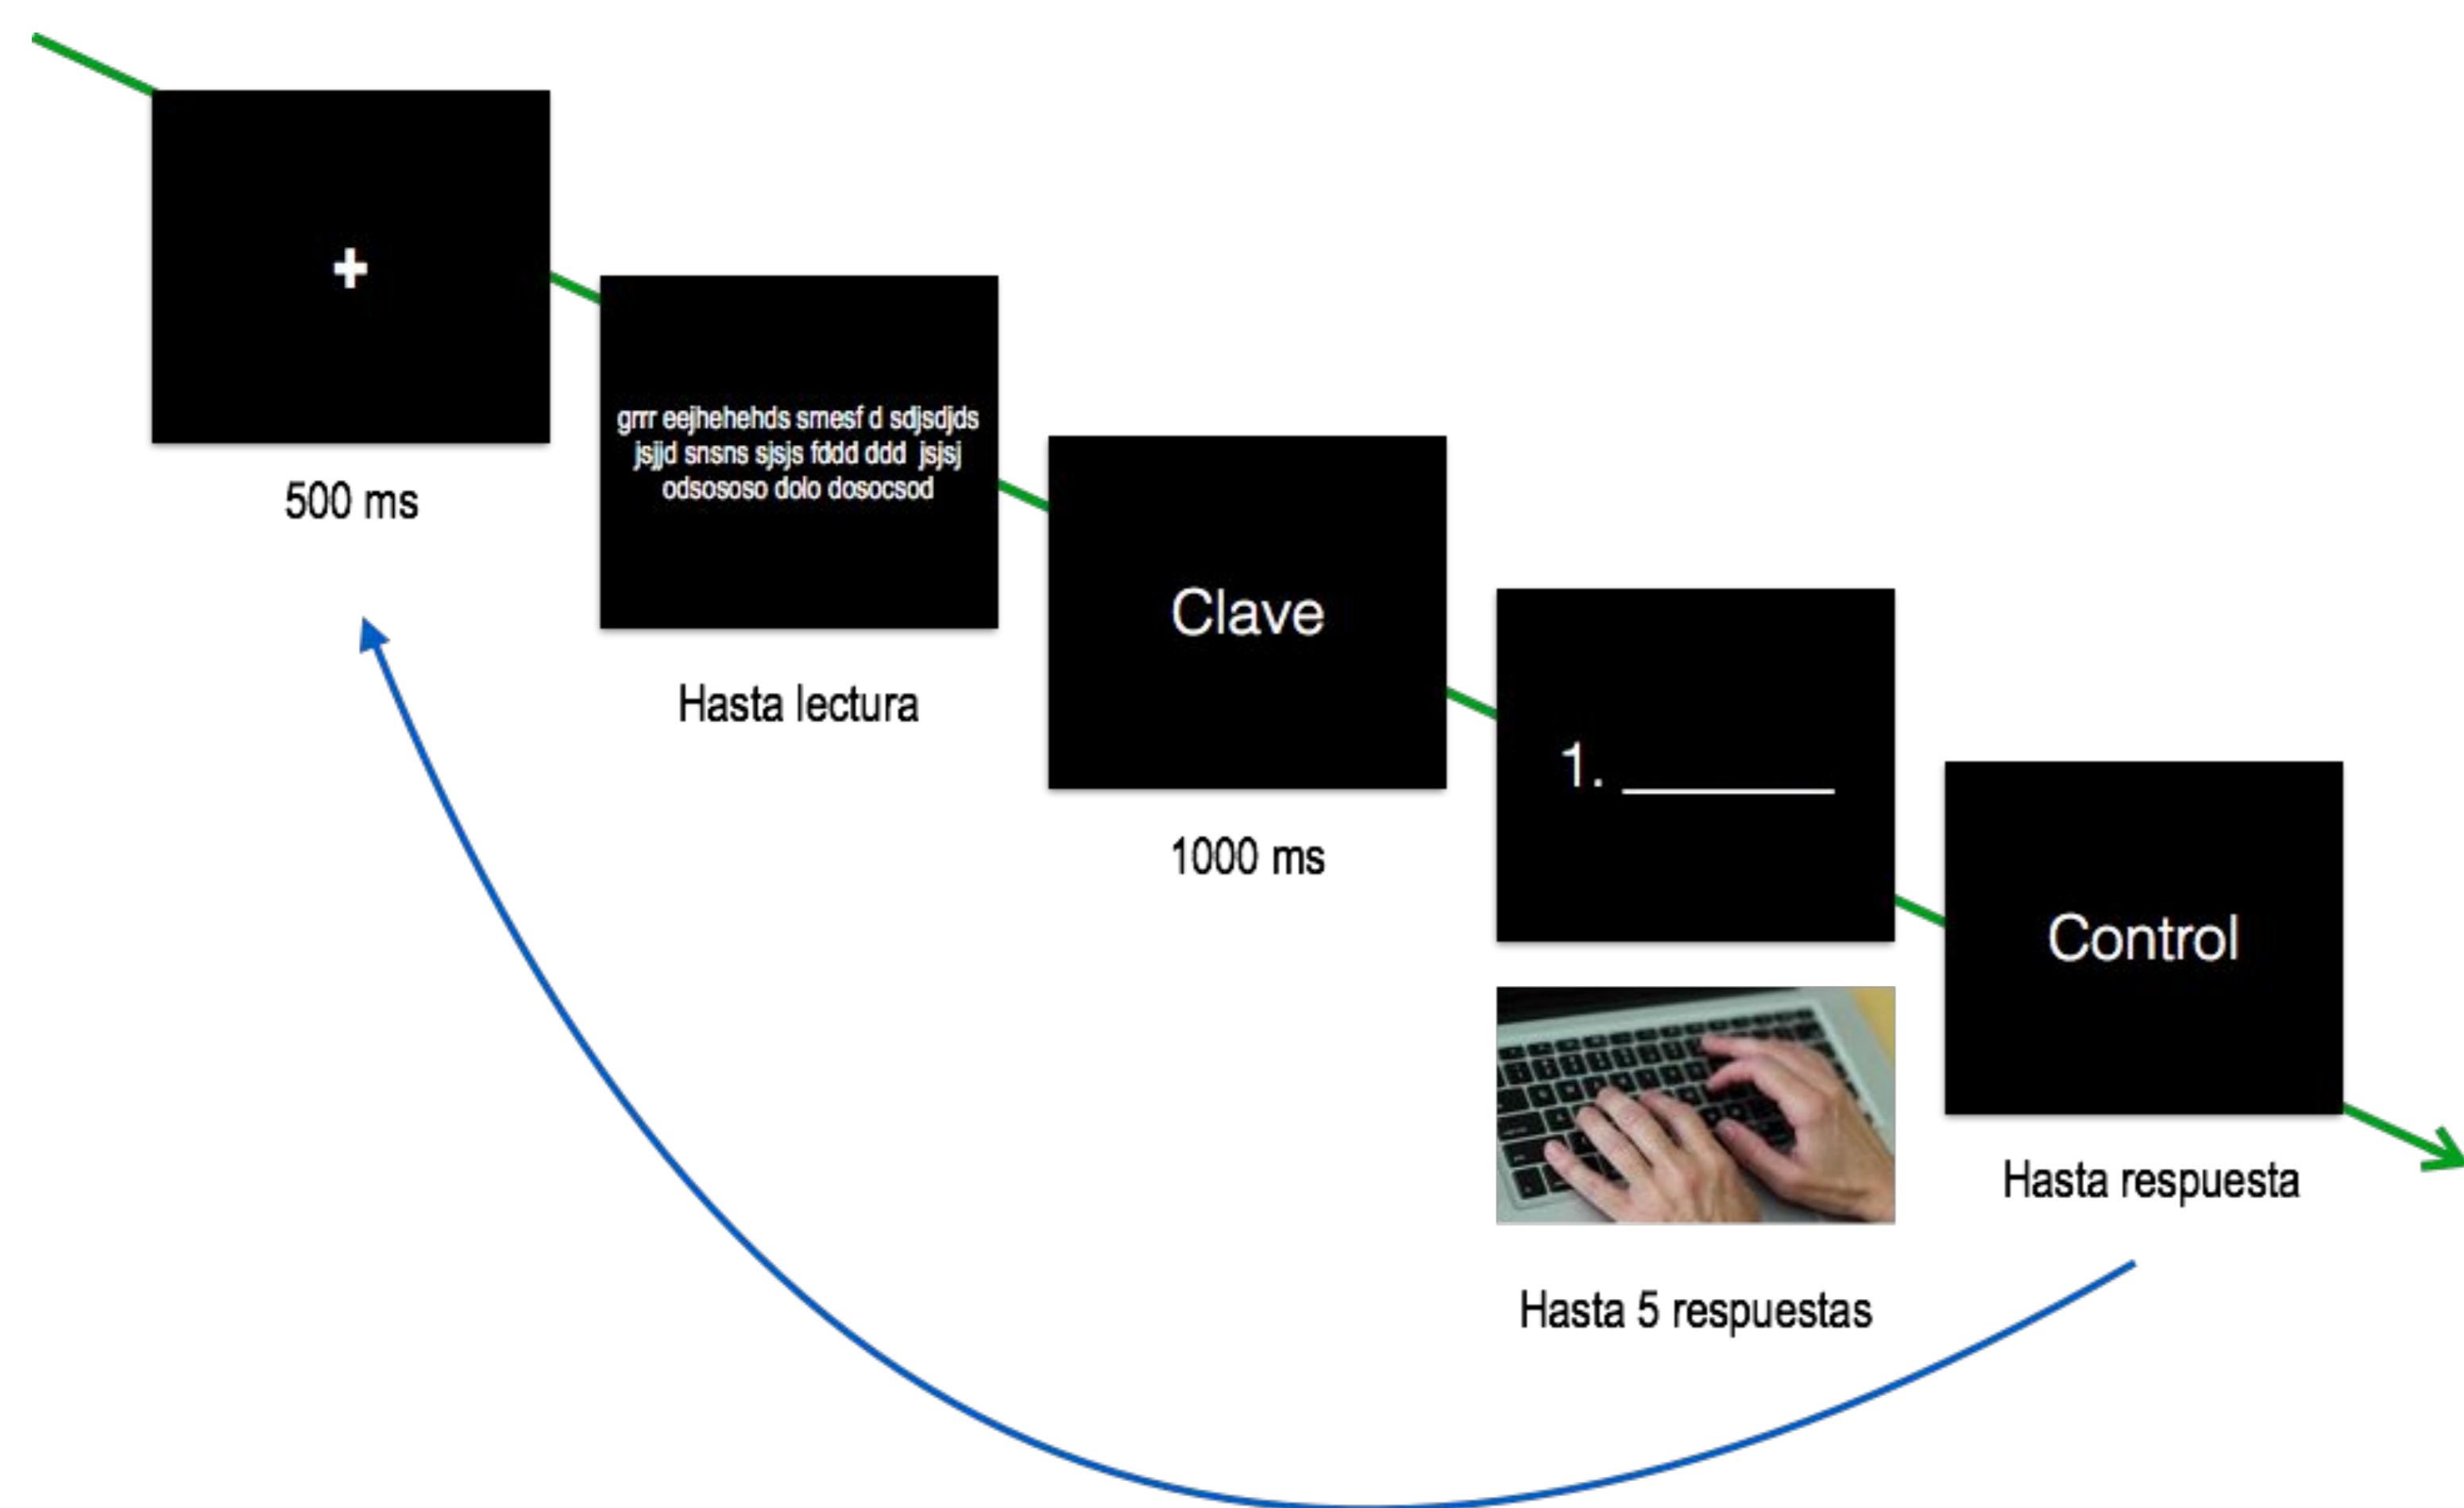 +
500 ms
grrr eejhehehds smesf d sdjsdjds
jsjjd snsns sjsjs fddd ddd jsjsj
odsososo dolo dosocsod
Hasta lectura
Clave
1000 ms
1. ________
Hasta 5 respuestas
Control
Hasta respuesta